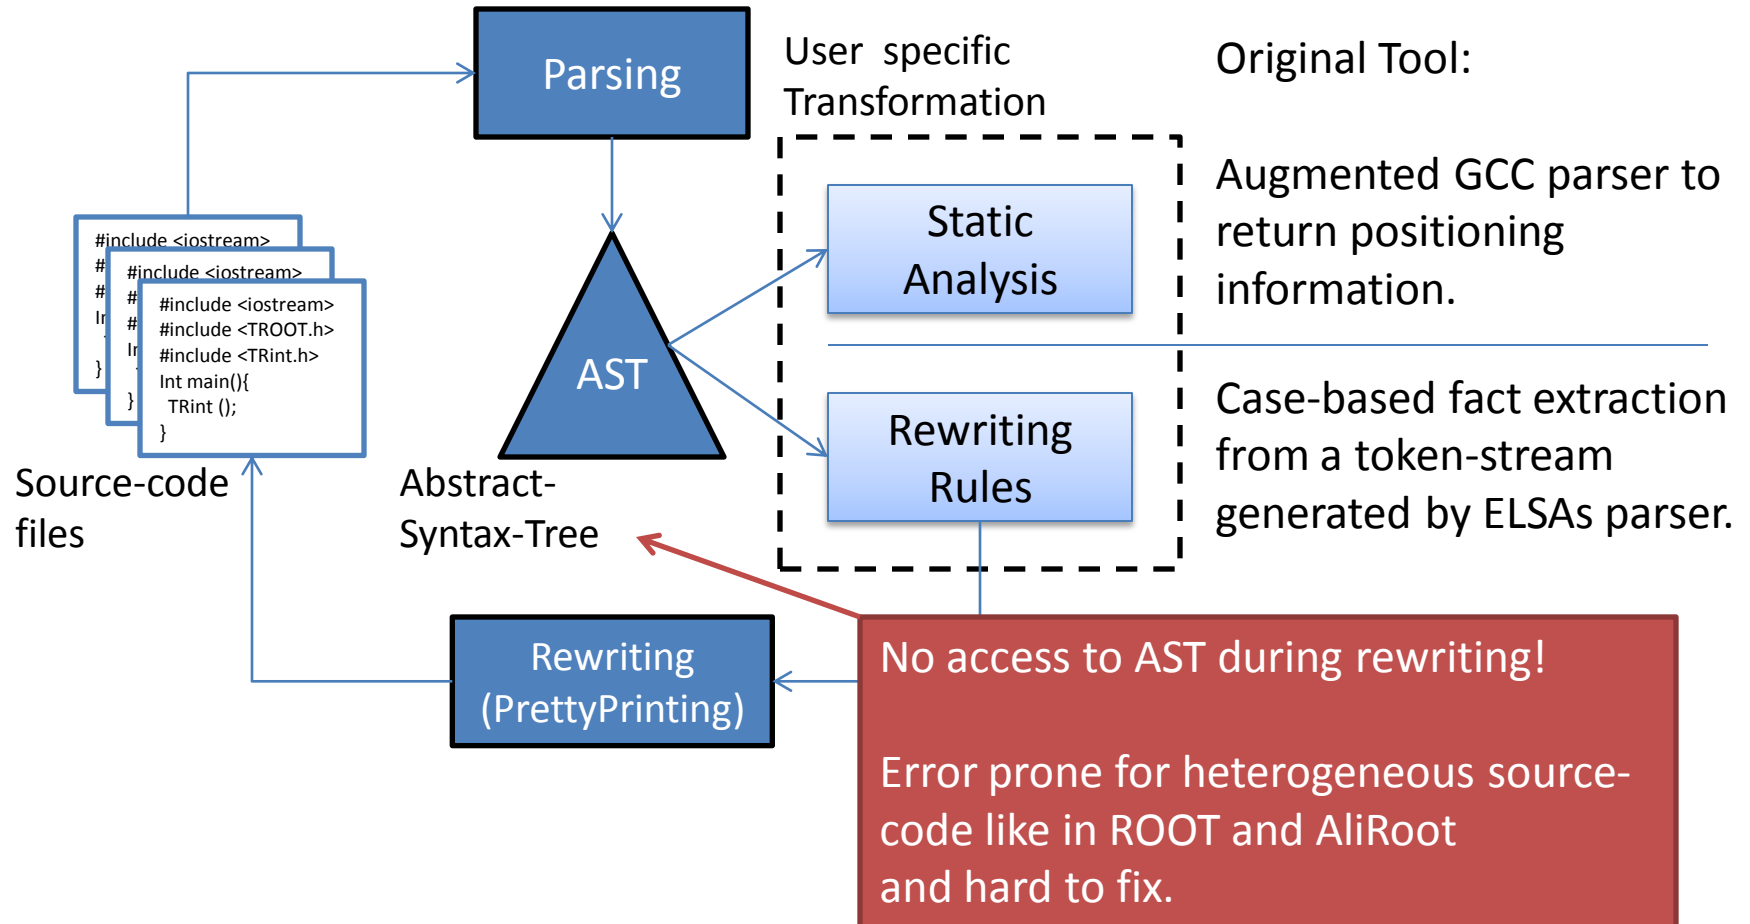 Parsing
User specific
Transformation
Original Tool:
Augmented GCC parser to
return positioning
information.
Static
Analysis
#include <iostream>
#
#
In
}
#include <iostream>
#
#
In
}
#include <iostream>
#include <TROOT.h>
#include <TRint.h>
Int main(){
TRint ();
}
AST
Case-based fact extraction
from a token-stream
generated by ELSAs parser.
Rewriting
Rules
Source-code
files
Abstract-
Syntax-Tree
Rewriting
(PrettyPrinting)
No access to AST during rewriting!
Error prone for heterogeneous source-
code like in ROOT and AliRoot
and hard to fix.